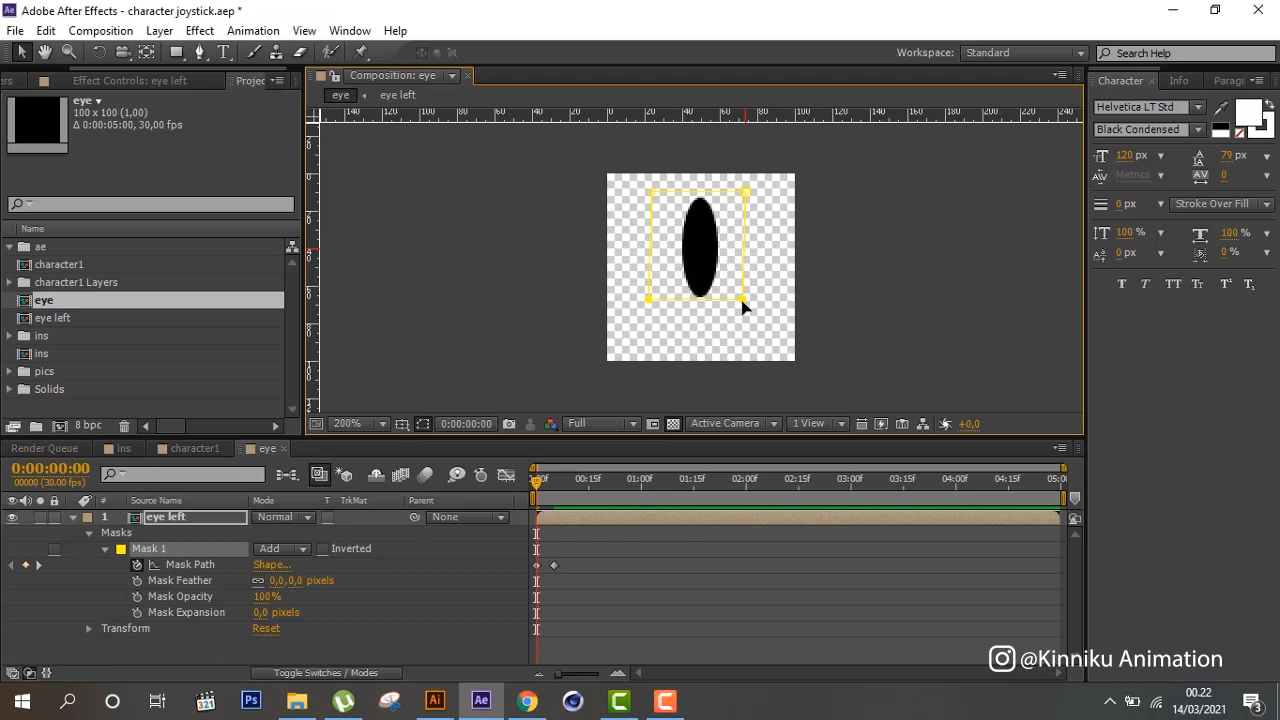 Adobe After Effects - character joystick.aep *
File Edit Composition Layer Effect Animation View Window Help
Workspace: Standard Search Help
Effect Controls: eye left Projec
Composition: eye
Character Info Paragr
eye eye left
eye
100 x 100 (1,00)
Δ 0:00:05:00, 30,00 fps
Helvetica LT Std
Black Condensed
120 px 79 px
Metrics 0
0 px Stroke Over Fill
100 % 100 %
0 px 0 %
T T TT Tт T¹ T₁
Name
ae
character1
character1 Layers
eye
eye left
ins
ins
pics
Solids
8 bpc
200% 0:00:00:00 Full Active Camera 1 View +0,0
Render Queue ins character1 eye
0:00:00:00
00000 (30.00 fps)
00:15f 01:00f 01:15f 02:00f 02:15f 03:00f 03:15f 04:00f 04:15f
# Source Name Mode T TrkMat Parent
1 eye left Normal None
Masks
Mask 1 Add Inverted
Mask Path Shape...
Mask Feather 0,0,0,0 pixels
Mask Opacity 100%
Mask Expansion 0,0 pixels
Transform Reset
Toggle Switches / Modes
@Kinniku Animation
00.22
14/03/2021
3